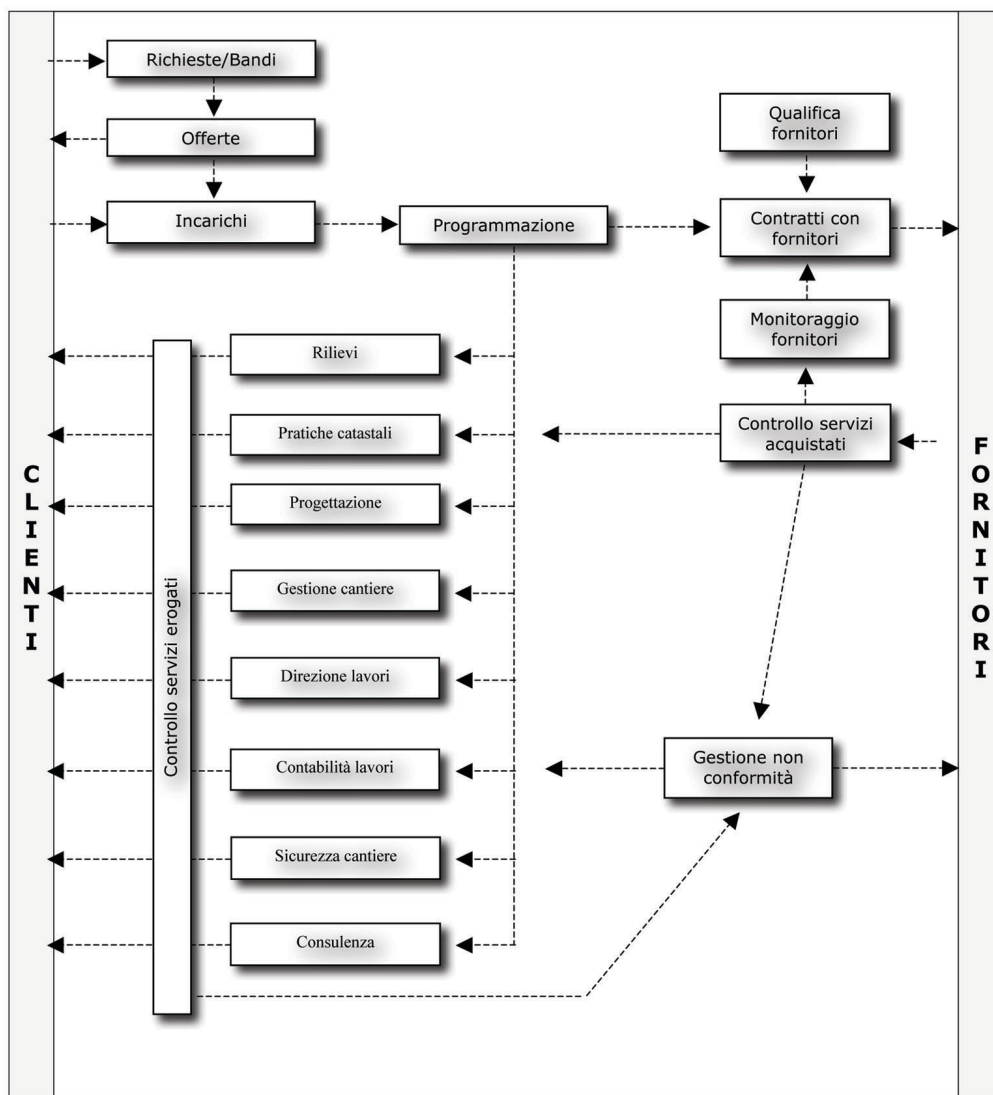 Richieste/Bandi
Offerte
Incarichi
Programmazione
Qualifica
fornitori
Contratti con
fornitori
Monitoraggio
fornitori
Controllo servizi
acquistati
Rilievi
Pratiche catastali
Progettazione
Gestione cantiere
Direzione lavori
Contabilità lavori
Sicurezza cantiere
Consulenza
Controllo servizi erogati
Gestione non
conformità
CLIENTI
FORNITORI